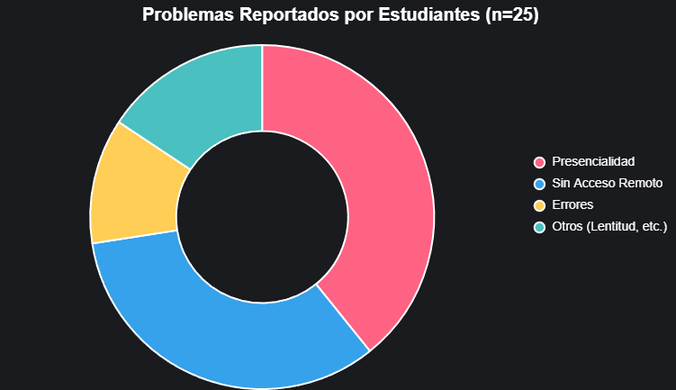 Problemas Reportados por Estudiantes (n=25)
Presencialidad
Sin Acceso Remoto
Errores
Otros (Lentitud, etc.)